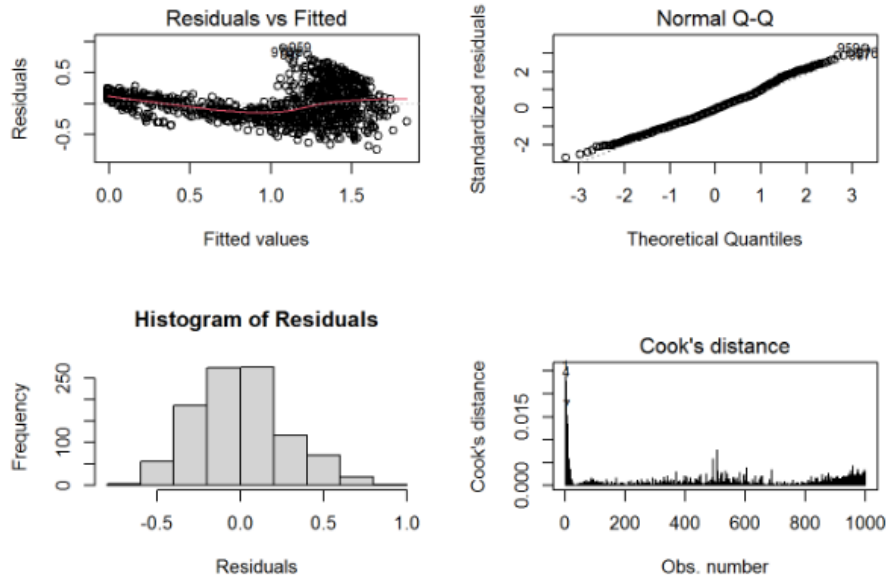 Residuals vs Fitted
Residuals
0.5
-0.5
959
0.0 0.5 1.0 1.5
Fitted values
Normal Q-Q
Standardized residuals
2
0
-2
959
-3 -2 -1 0 1 2 3
Theoretical Quantiles
Histogram of Residuals
Frequency
250
100
0
-0.5 0.0 0.5 1.0
Residuals
Cook's distance
Cook's distance
0.015
0.000
4
0 200 400 600 800 1000
Obs. number